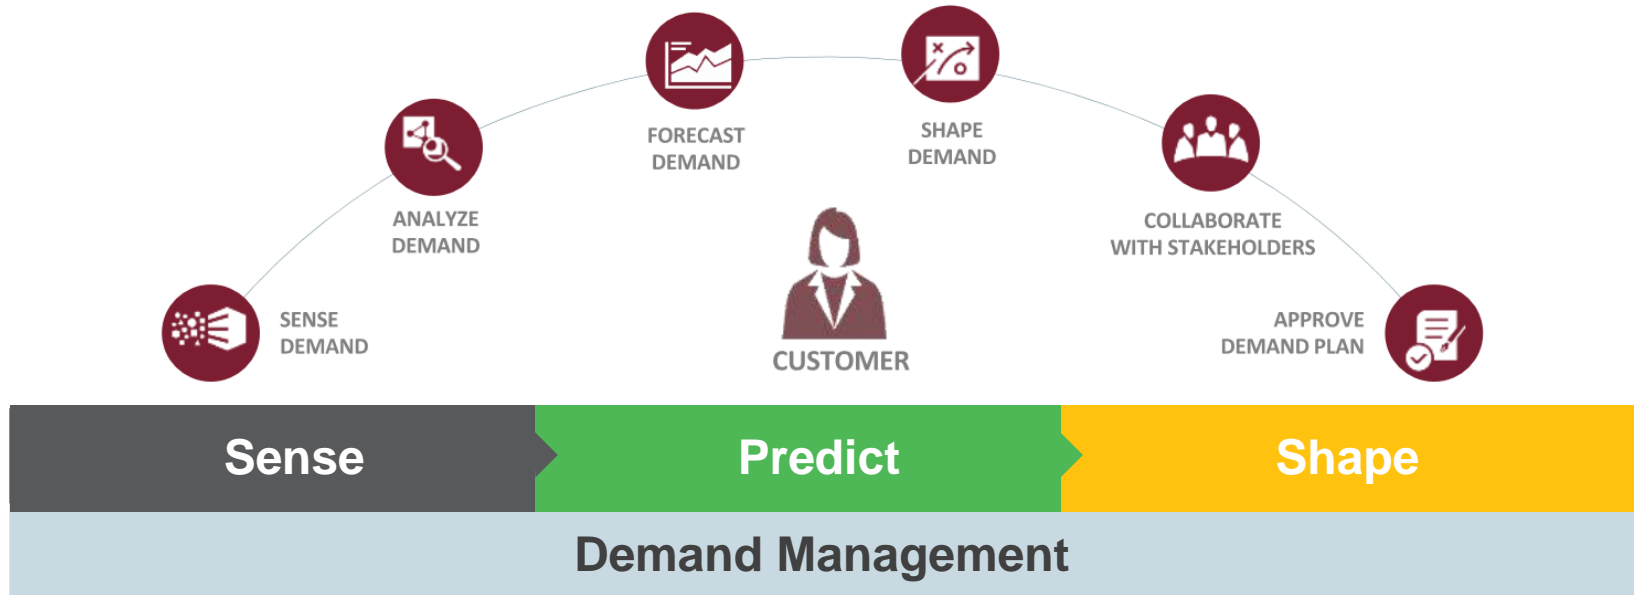 SENSE
DEMAND
ANALYZE
DEMAND
FORECAST
DEMAND
SHAPE
DEMAND
COLLABORATE
WITH STAKEHOLDERS
APPROVE
DEMAND PLAN
CUSTOMER
Sense
Predict
Shape
Demand Management